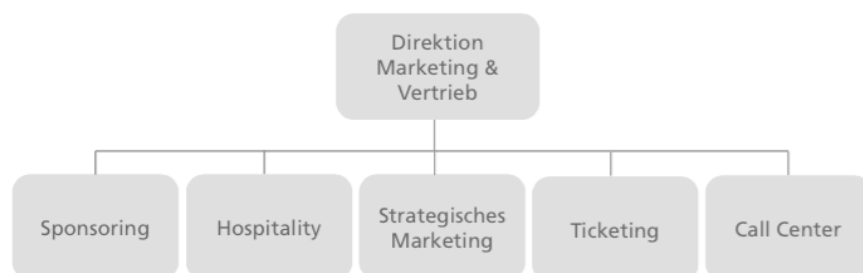 Direktion
Marketing &
Vertrieb
Sponsoring
Hospitality
Strategisches
Marketing
Ticketing
Call Center